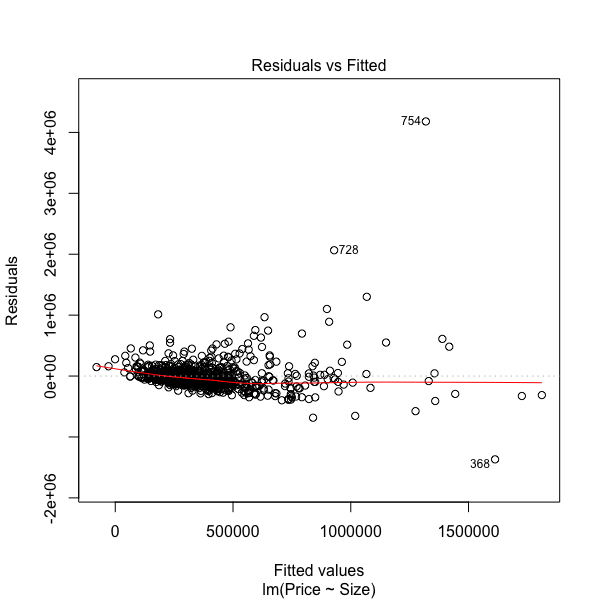 Residuals vs Fitted
Residuals
4e+06
3e+06
2e+06
1e+06
0e+00
-2e+06
754
728
368
0
500000
1000000
1500000
Fitted values
lm(Price ~ Size)